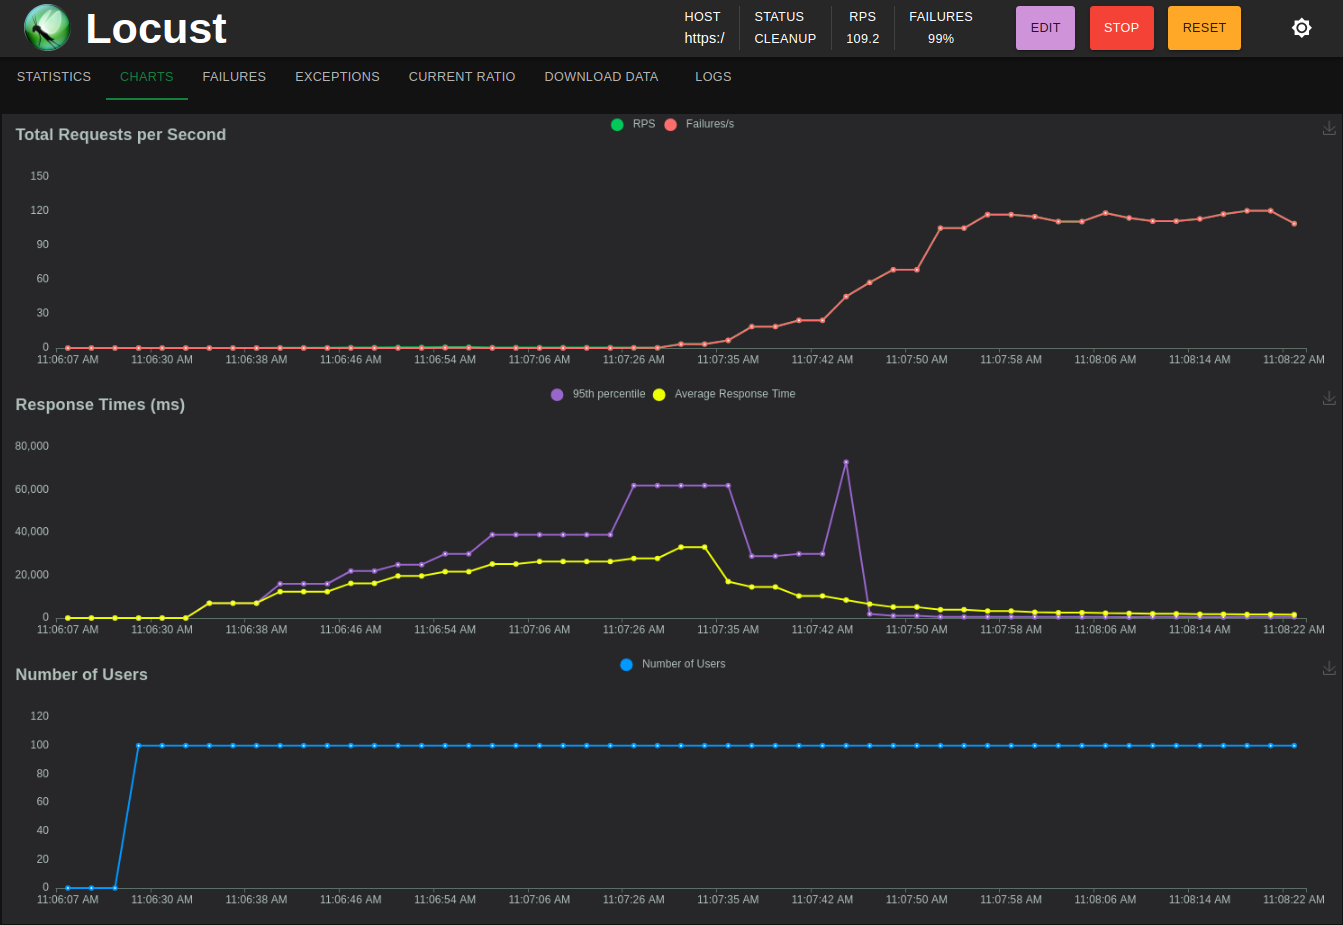 Locust
HOST STATUS RPS FAILURES
https:/ CLEANUP 109.2 99%
EDIT STOP RESET
STATISTICS CHARTS FAILURES EXCEPTIONS CURRENT RATIO DOWNLOAD DATA LOGS
Total Requests per Second
RPS Failures/s
150
120
90
60
30
0
11:06:07 AM 11:06:30 AM 11:06:38 AM 11:06:46 AM 11:06:54 AM 11:07:06 AM 11:07:26 AM 11:07:35 AM 11:07:42 AM 11:07:50 AM 11:07:58 AM 11:08:06 AM 11:08:14 AM 11:08:22 AM
Response Times (ms)
95th percentile Average Response Time
80,000
60,000
40,000
20,000
0
11:06:07 AM 11:06:30 AM 11:06:38 AM 11:06:46 AM 11:06:54 AM 11:07:06 AM 11:07:26 AM 11:07:35 AM 11:07:42 AM 11:07:50 AM 11:07:58 AM 11:08:06 AM 11:08:14 AM 11:08:22 AM
Number of Users
Number of Users
120
100
80
60
40
20
0
11:06:07 AM 11:06:30 AM 11:06:38 AM 11:06:46 AM 11:06:54 AM 11:07:06 AM 11:07:26 AM 11:07:35 AM 11:07:42 AM 11:07:50 AM 11:07:58 AM 11:08:06 AM 11:08:14 AM 11:08:22 AM